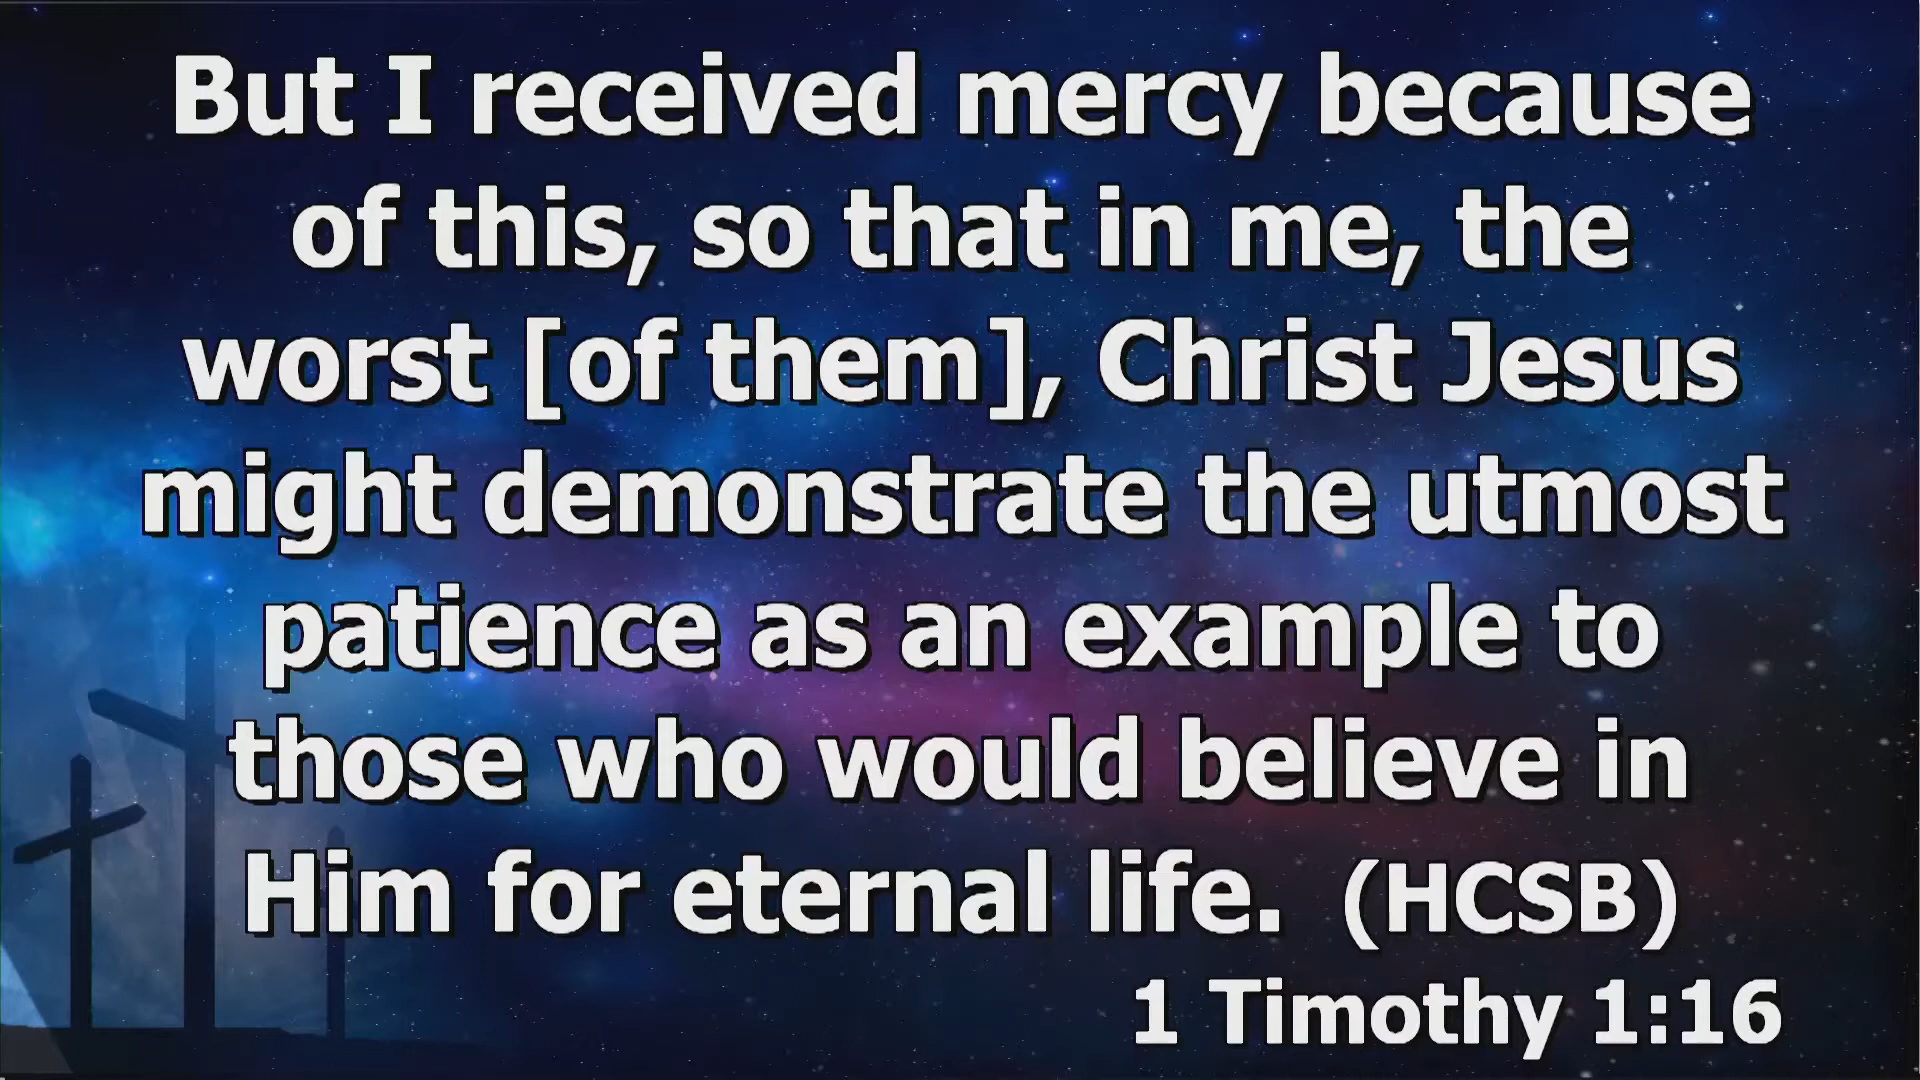 But I received mercy because
of this, so that in me, the
worst [of them], Christ Jesus
might demonstrate the utmost
patience as an example to
those who would believe in
Him for eternal life.  (HCSB)
1 Timothy 1:16